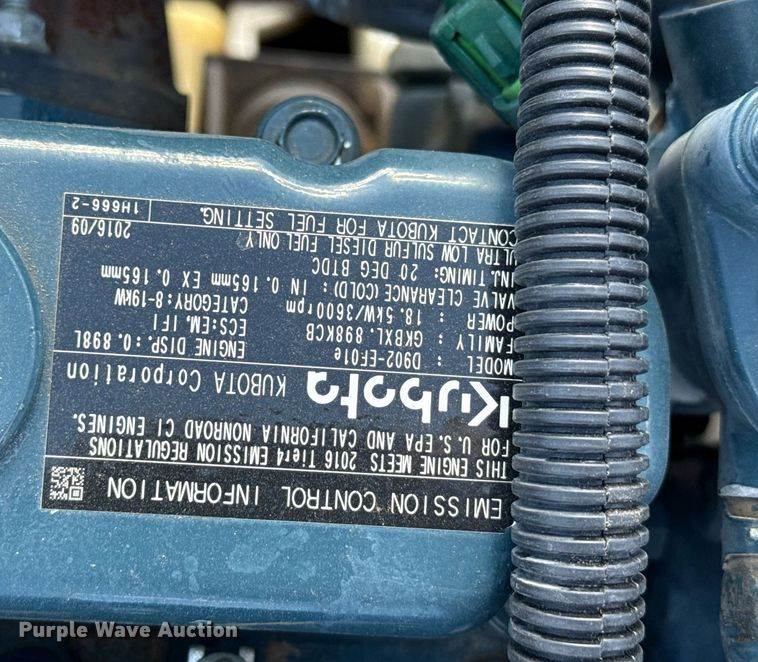 EMISSION CONTROL INFORMATION
THIS ENGINE MEETS 2016 Tier4 EMISSION REGULATIONS
FOR U.S. EPA AND CALIFORNIA NONROAD CI ENGINES.
Kubota KUBOTA Corporation
MODEL : D902-EF01e ENGINE DISP.:0.898L
FAMILY : GKBXL.898KCB ECS:EM, IFI
POWER : 18.5kW/3600rpm CATEGORY:8-19kW
VALVE CLEARANCE (COLD): IN 0.165mm EX 0.165mm
INJ. TIMING: 20 DEG BTDC
ULTRA LOW SULFUR DIESEL FUEL ONLY 2016/09
CONTACT KUBOTA FOR FUEL SETTING. 1H666-2
Purple Wave Auction